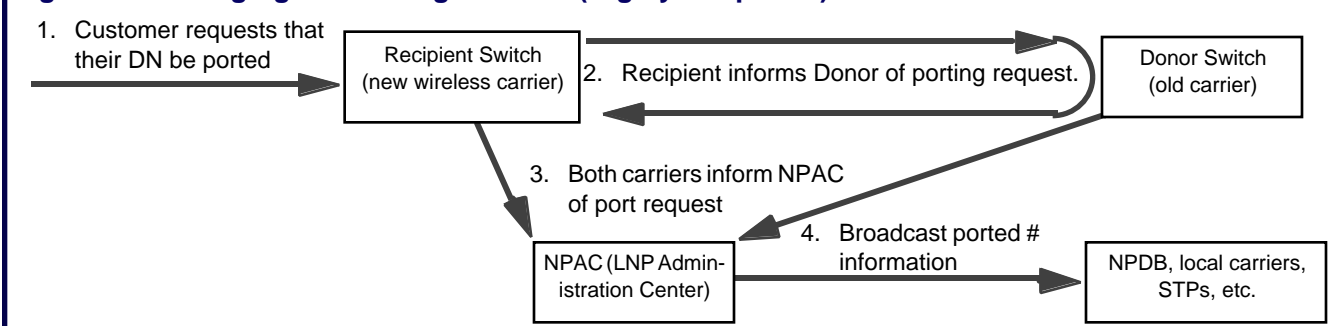 1. Customer requests that
their DN be ported
Recipient Switch
(new wireless carrier)
2. Recipient informs Donor of porting request.
Donor Switch
(old carrier)
3. Both carriers inform NPAC
of port request
4. Broadcast ported #
information
NPAC (LNP Admin-
istration Center)
NPDB, local carriers,
STPs, etc.